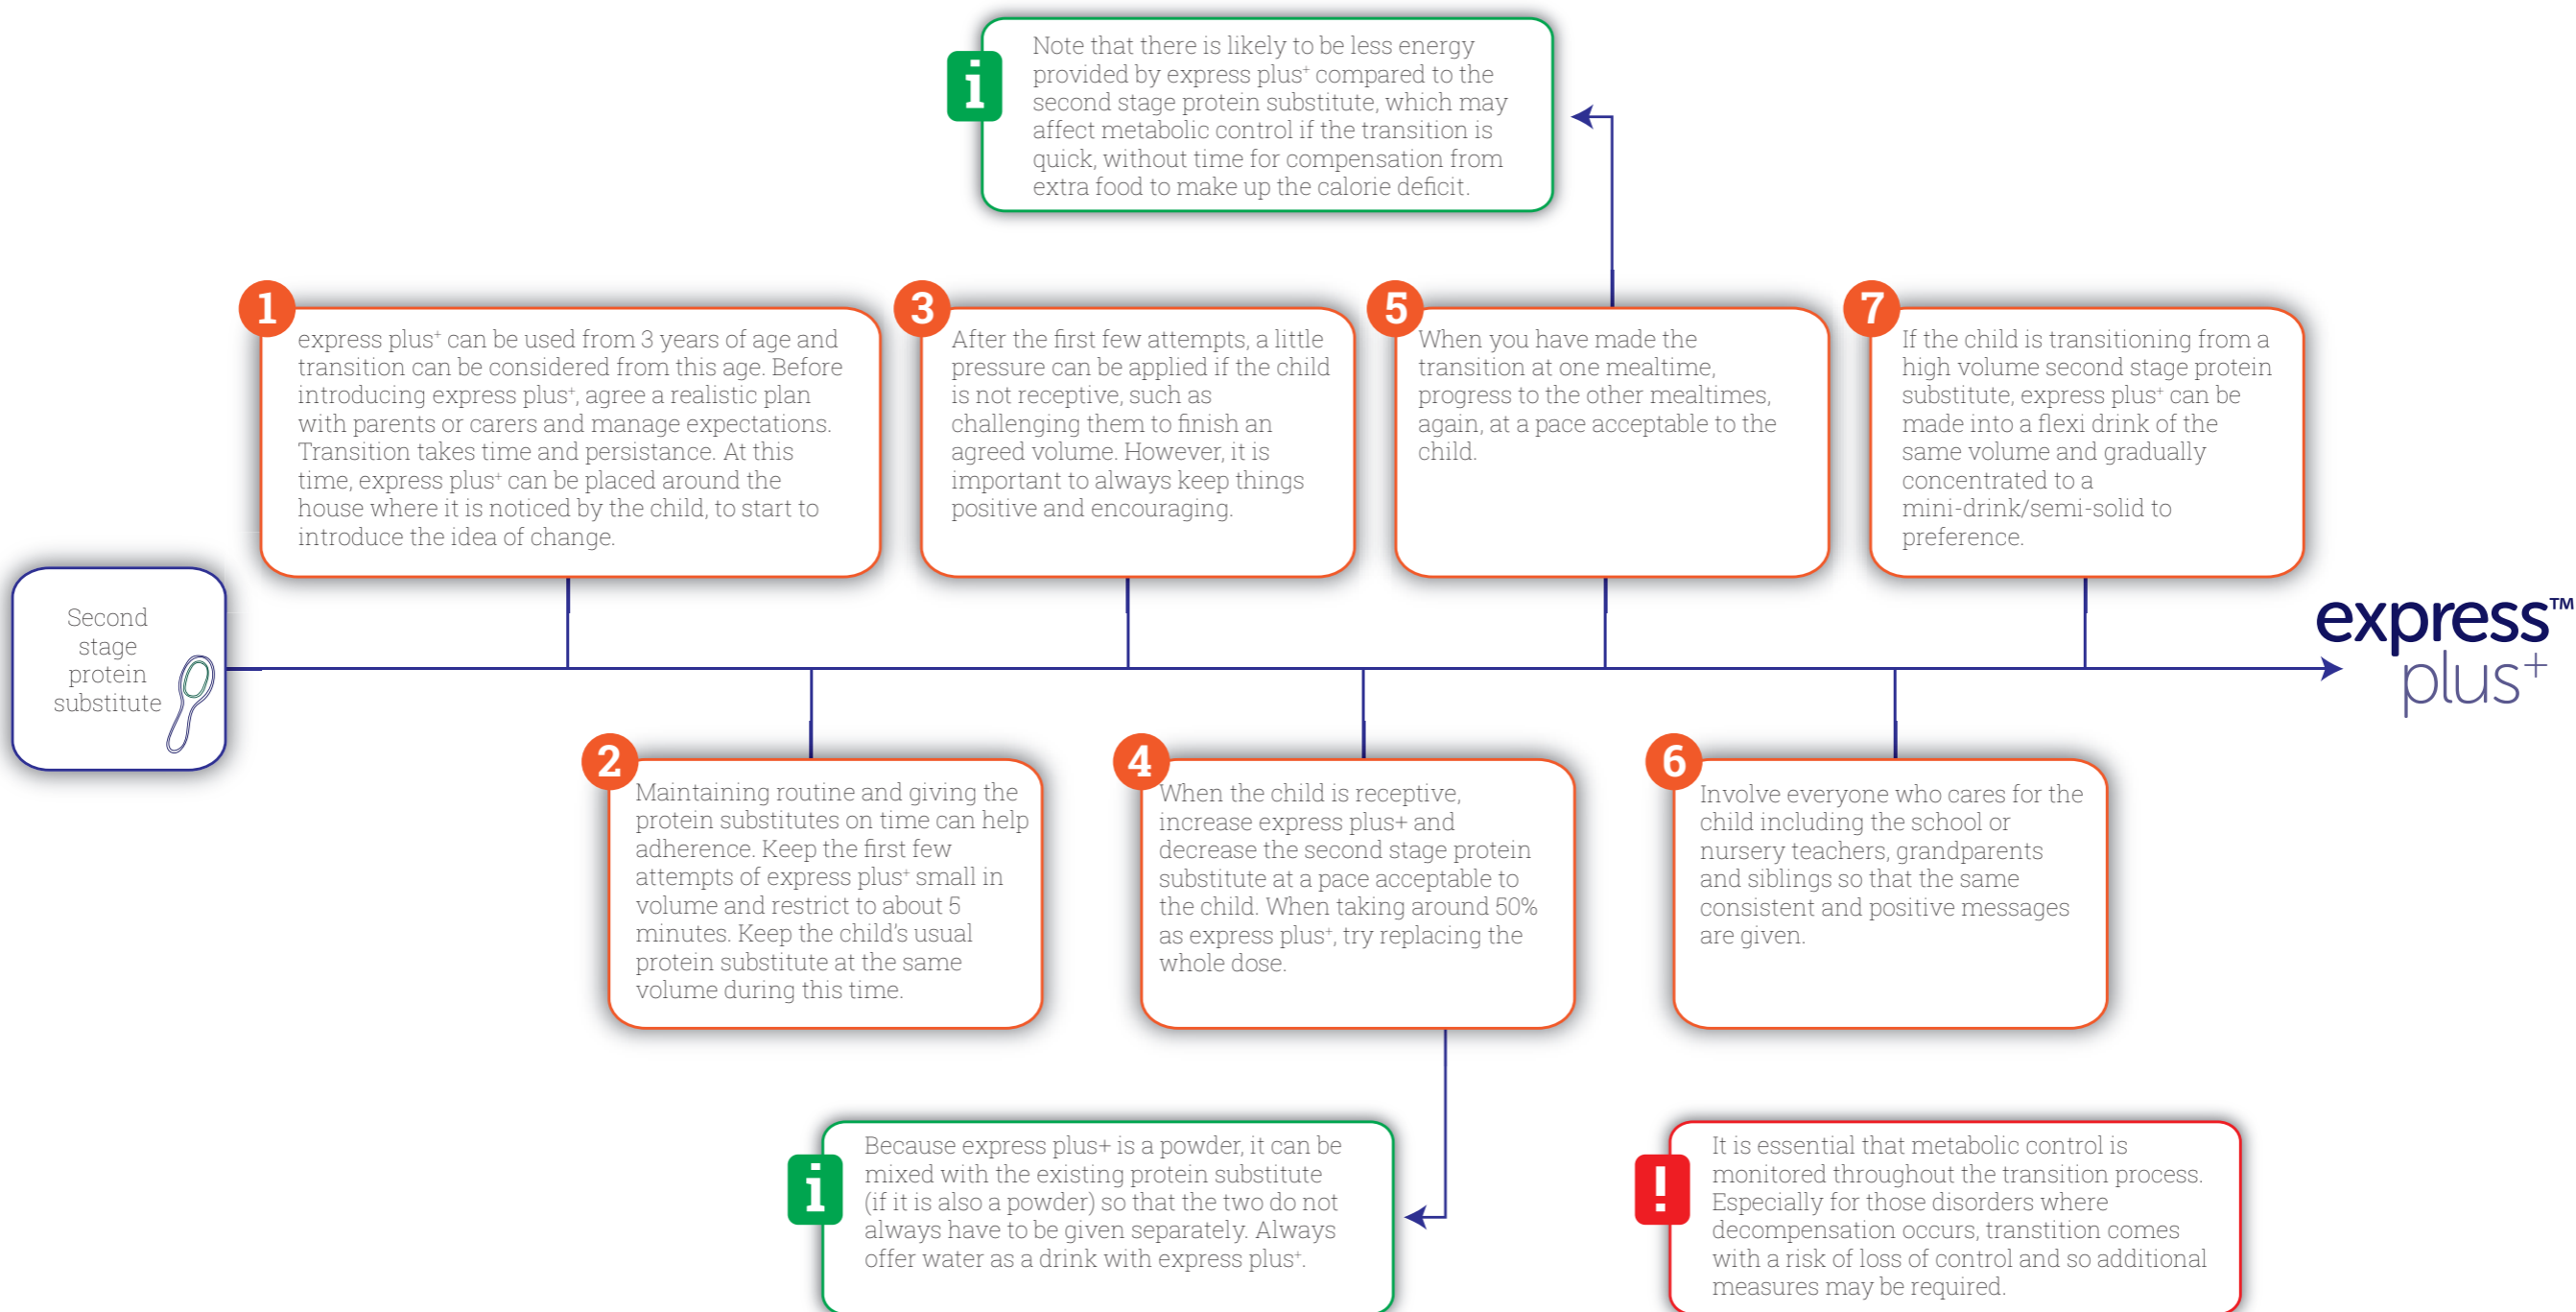 Note that there is likely to be less energy
provided by express plus⁺ compared to the
second stage protein substitute, which may
affect metabolic control if the transition is
quick, without time for compensation from
extra food to make up the calorie deficit.
i
1
express plus⁺ can be used from 3 years of age and
transition can be considered from this age. Before
introducing express plus⁺, agree a realistic plan
with parents or carers and manage expectations.
Transition takes time and persistance. At this
time, express plus⁺ can be placed around the
house where it is noticed by the child, to start to
introduce the idea of change.
3
After the first few attempts, a little
pressure can be applied if the child
is not receptive, such as
challenging them to finish an
agreed volume. However, it is
important to always keep things
positive and encouraging.
5
When you have made the
transition at one mealtime,
progress to the other mealtimes,
again, at a pace acceptable to the
child.
7
If the child is transitioning from a
high volume second stage protein
substitute, express plus⁺ can be
made into a flexi drink of the
same volume and gradually
concentrated to a
mini-drink/semi-solid to
preference.
Second
stage
protein
substitute
express™
plus⁺
2
Maintaining routine and giving the
protein substitutes on time can help
adherence. Keep the first few
attempts of express plus⁺ small in
volume and restrict to about 5
minutes. Keep the child's usual
protein substitute at the same
volume during this time.
4
When the child is receptive,
increase express plus+ and
decrease the second stage protein
substitute at a pace acceptable to
the child. When taking around 50%
as express plus⁺, try replacing the
whole dose.
6
Involve everyone who cares for the
child including the school or
nursery teachers, grandparents
and siblings so that the same
consistent and positive messages
are given.
i
Because express plus+ is a powder, it can be
mixed with the existing protein substitute
(if it is also a powder) so that the two do not
always have to be given separately. Always
offer water as a drink with express plus⁺.
!
It is essential that metabolic control is
monitored throughout the transition process.
Especially for those disorders where
decompensation occurs, transtition comes
with a risk of loss of control and so additional
measures may be required.